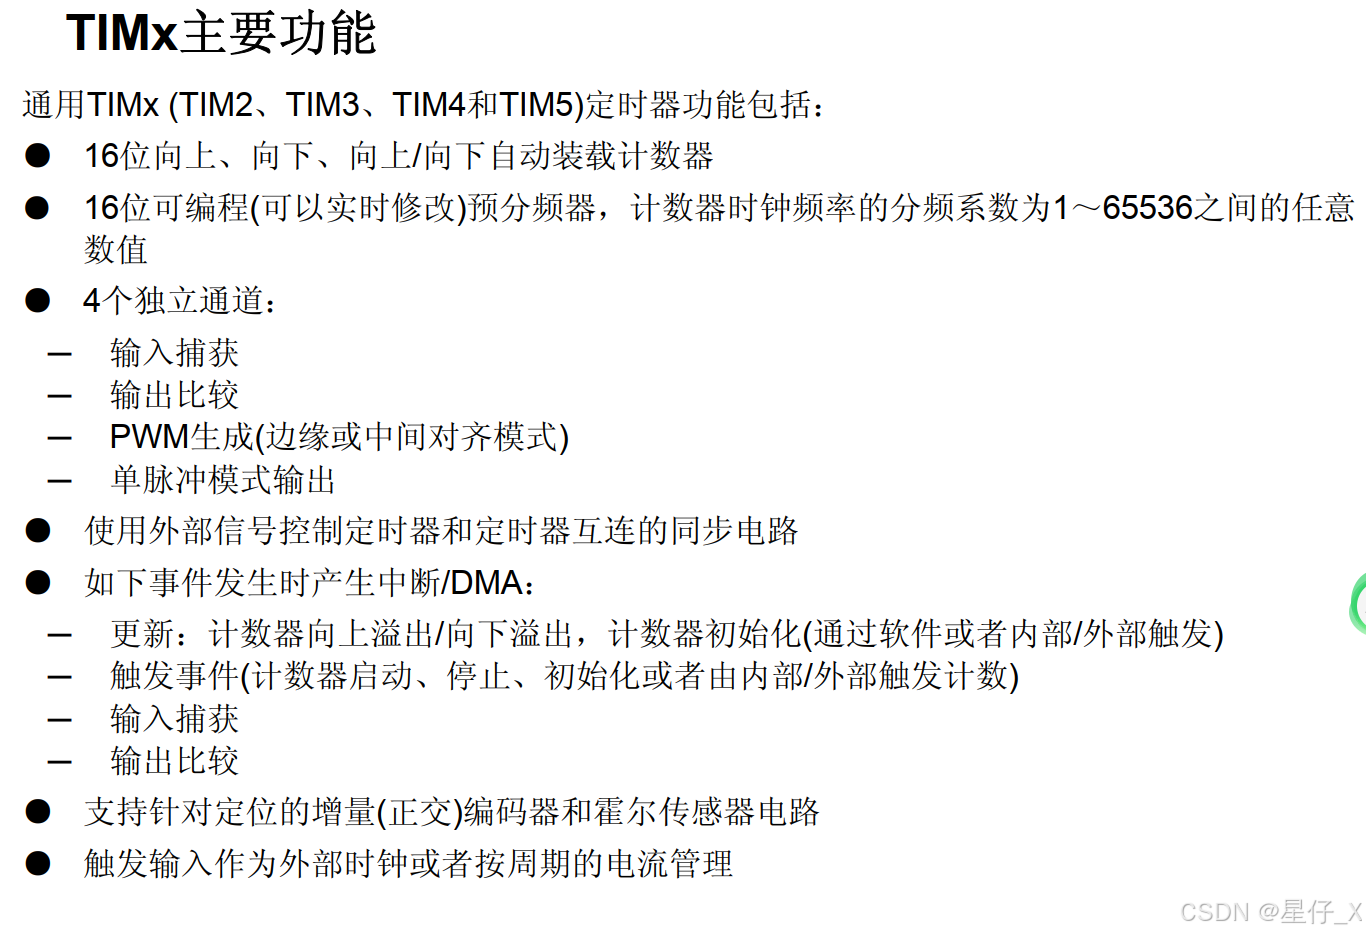 TIMx主要功能
通用TIMx (TIM2、TIM3、TIM4和TIM5)定时器功能包括：
● 16位向上、向下、向上/向下自动装载计数器
● 16位可编程(可以实时修改)预分频器，计数器时钟频率的分频系数为1～65536之间的任意
数值
● 4个独立通道：
─ 输入捕获
─ 输出比较
─ PWM生成(边缘或中间对齐模式)
─ 单脉冲模式输出
● 使用外部信号控制定时器和定时器互连的同步电路
● 如下事件发生时产生中断/DMA：
─ 更新：计数器向上溢出/向下溢出，计数器初始化(通过软件或者内部/外部触发)
─ 触发事件(计数器启动、停止、初始化或者由内部/外部触发计数)
─ 输入捕获
─ 输出比较
● 支持针对定位的增量(正交)编码器和霍尔传感器电路
● 触发输入作为外部时钟或者按周期的电流管理
CSDN @星仔_X